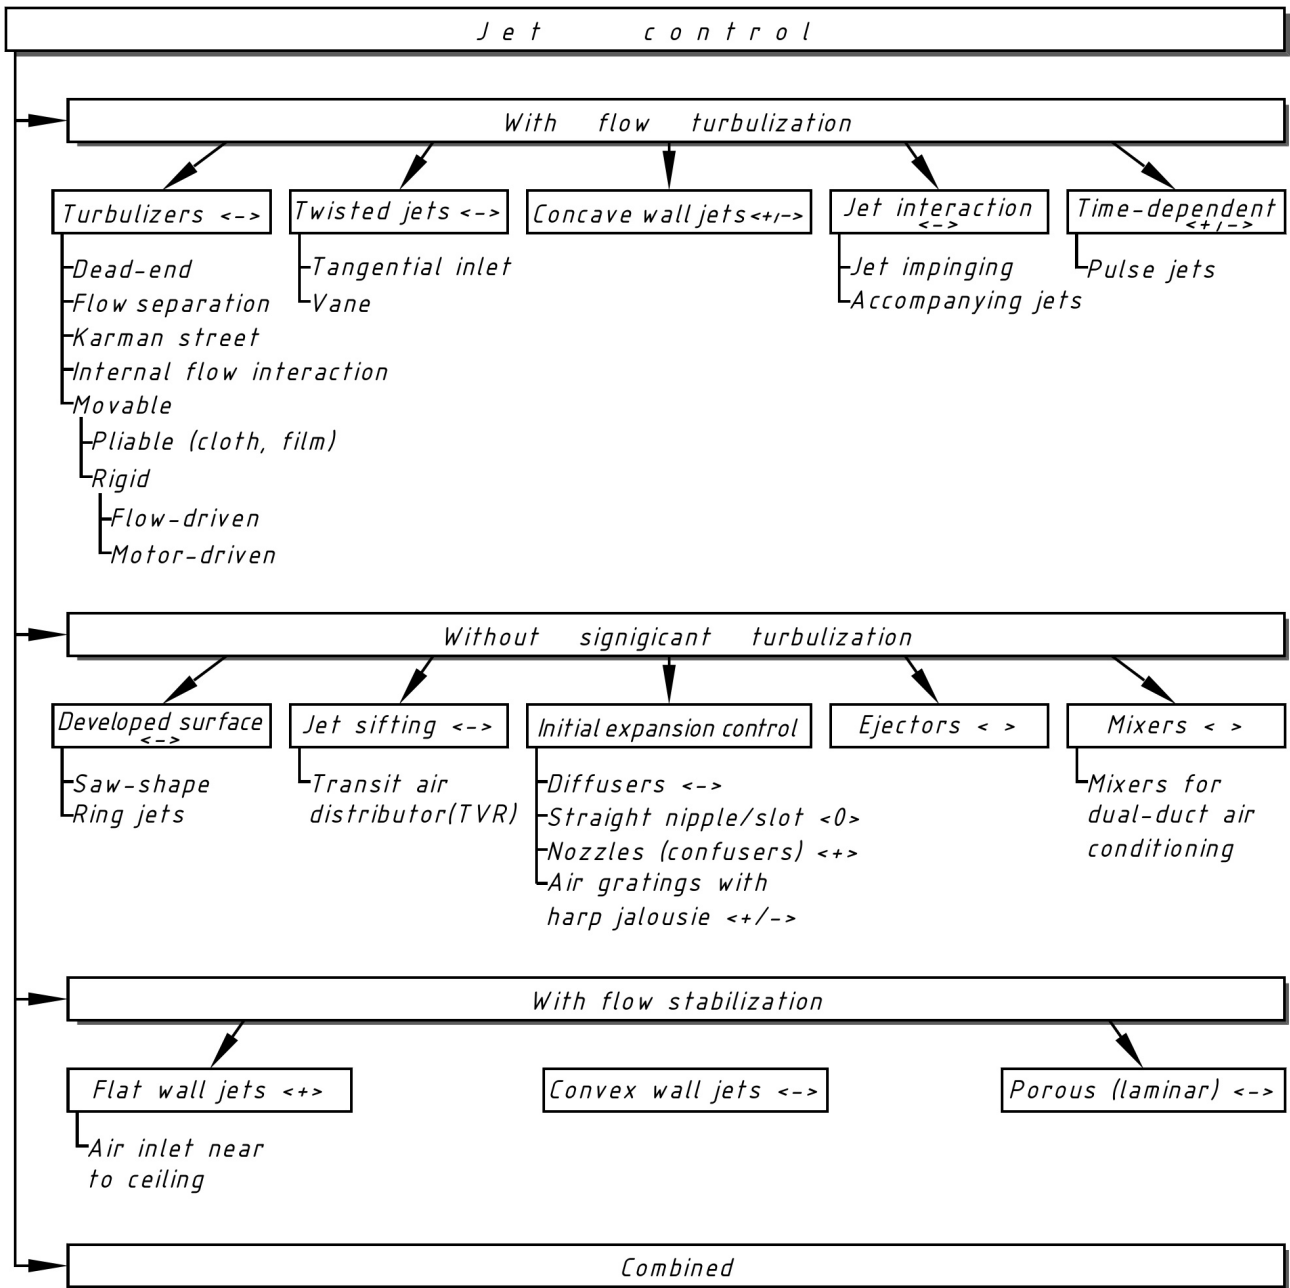 Jet control
With flow turbulization
Turbulizers <->
Twisted jets <->
Concave wall jets <+/->
Jet interaction
<->
Time-dependent
<+/->
Dead-end
Flow separation
Karman street
Internal flow interaction
Movable
Pliable (cloth, film)
Rigid
Flow-driven
Motor-driven
Tangential inlet
Vane
Jet impinging
Accompanying jets
Pulse jets
Without signigicant turbulization
Developed surface
<->
Jet sifting <->
Initial expansion control
Ejectors < >
Mixers < >
Saw-shape
Ring jets
Transit air
distributor(TVR)
Diffusers <->
Straight nipple/slot <0>
Nozzles (confusers) <+>
Air gratings with
harp jalousie <+/->
Mixers for
dual-duct air
conditioning
With flow stabilization
Flat wall jets <+>
Convex wall jets <->
Porous (laminar) <->
Air inlet near
to ceiling
Combined